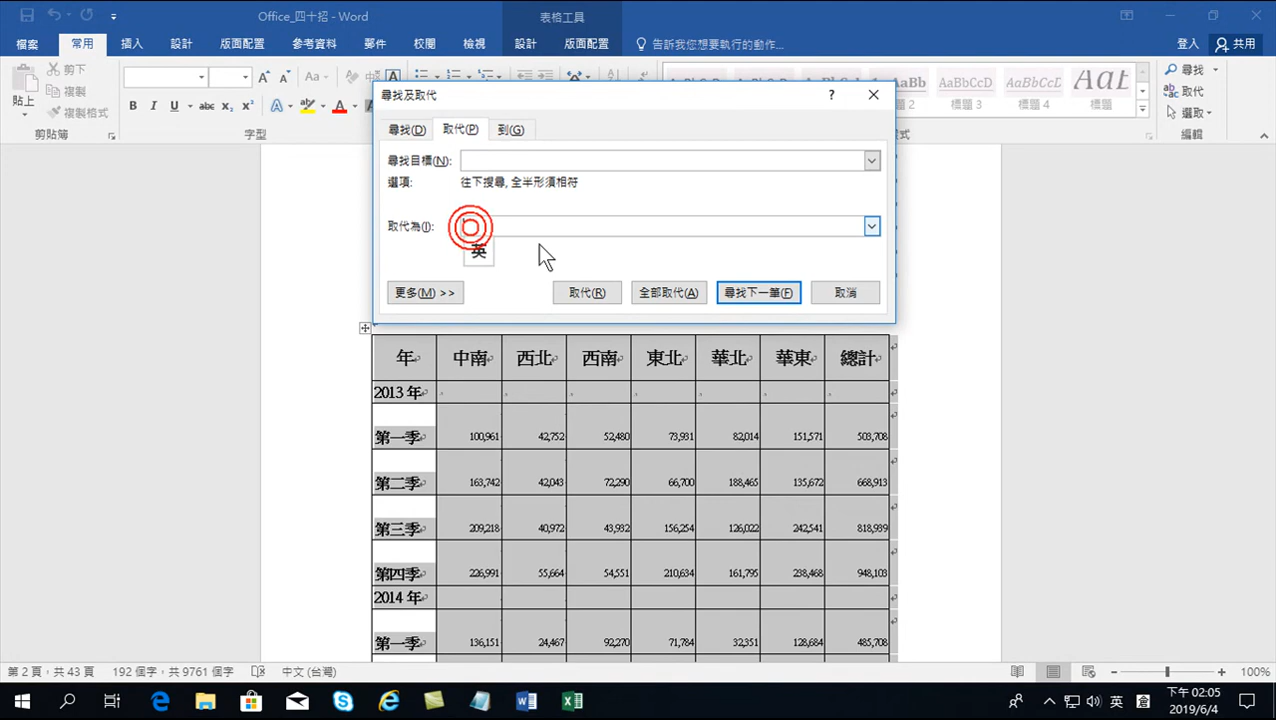 Office_四十招 - Word
表格工具
檔案 常用 插入 設計 版面配置 參考資料 郵件 校閱 檢視 設計 版面配置 告訴我您想要執行的動作... 登入 共用
貼上
剪下
複製
複製格式
剪貼簿
B I U abc X₂ X² A A
字型
Aa
標題 2 標題 3 標題 4
尋找
取代
選取
編輯
尋找及取代
尋找(D) 取代(P) 到(G)
尋找目標(N):
選項: 往下搜尋, 全半形須相符
取代為(I):
英
更多(M) >> 取代(R) 全部取代(A) 尋找下一筆(F) 取消
年 中南 西北 西南 東北 華北 華東 總計
2013 年
第一季 100,961 42,752 52,480 73,931 82,014 151,571 503,708
第二季 163,742 42,043 72,290 66,700 188,465 135,672 668,913
第三季 209,218 40,972 43,932 156,254 126,022 242,541 818,939
第四季 226,991 55,664 54,551 210,634 161,795 238,468 948,103
2014 年
第一季 136,151 24,467 92,270 71,784 32,351 128,684 485,708
第 2 頁，共 43 頁 192 個字，共 9761 個字 中文 (台灣) 100%
英 下午 02:05
2019/6/4